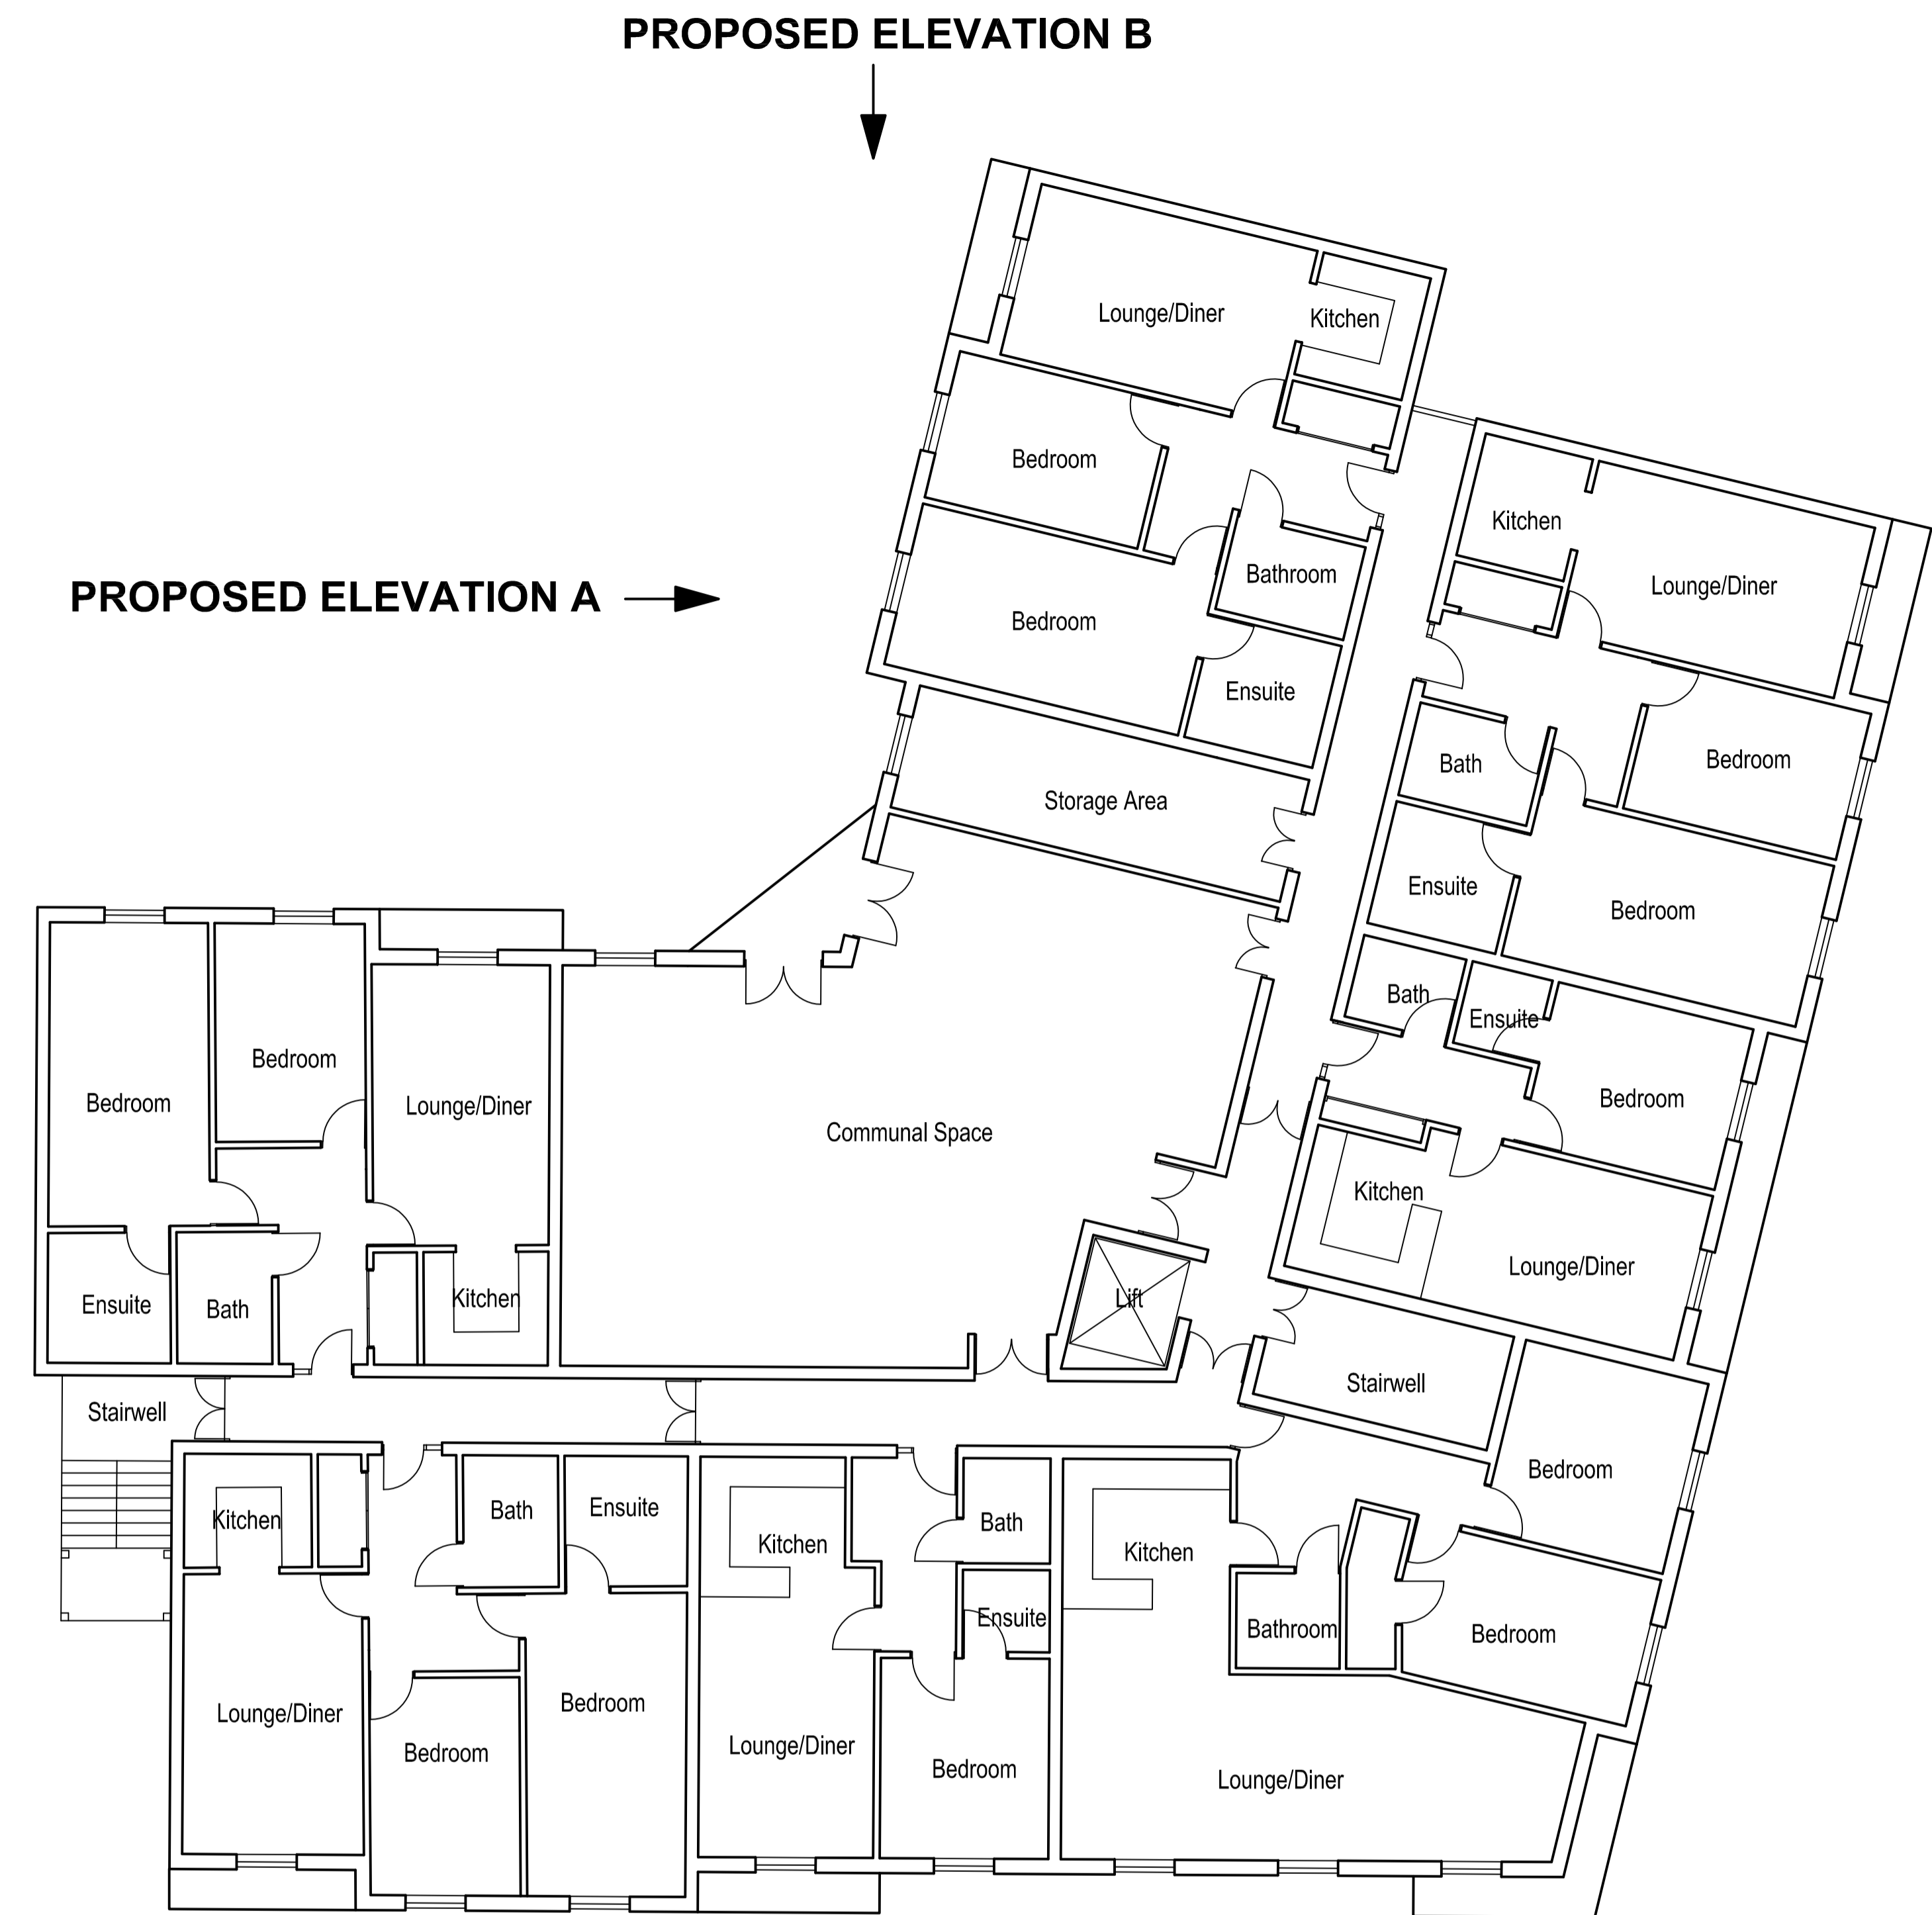 PROPOSED ELEVATION B
Lounge/Diner
Kitchen
Bedroom
Kitchen
Bathroom
Lounge/Diner
PROPOSED ELEVATION A
Bedroom
Ensuite
Bath
Bedroom
Storage Area
Ensuite
Bedroom
Bath
Ensuite
Bedroom
Bedroom
Bedroom
Lounge/Diner
Communal Space
Kitchen
Lounge/Diner
Ensuite
Bath
Kitchen
Lift
Stairwell
Stairwell
Bedroom
Kitchen
Bath
Ensuite
Kitchen
Bath
Kitchen
Ensuite
Bathroom
Bedroom
Lounge/Diner
Bedroom
Bedroom
Lounge/Diner
Bedroom
Lounge/Diner